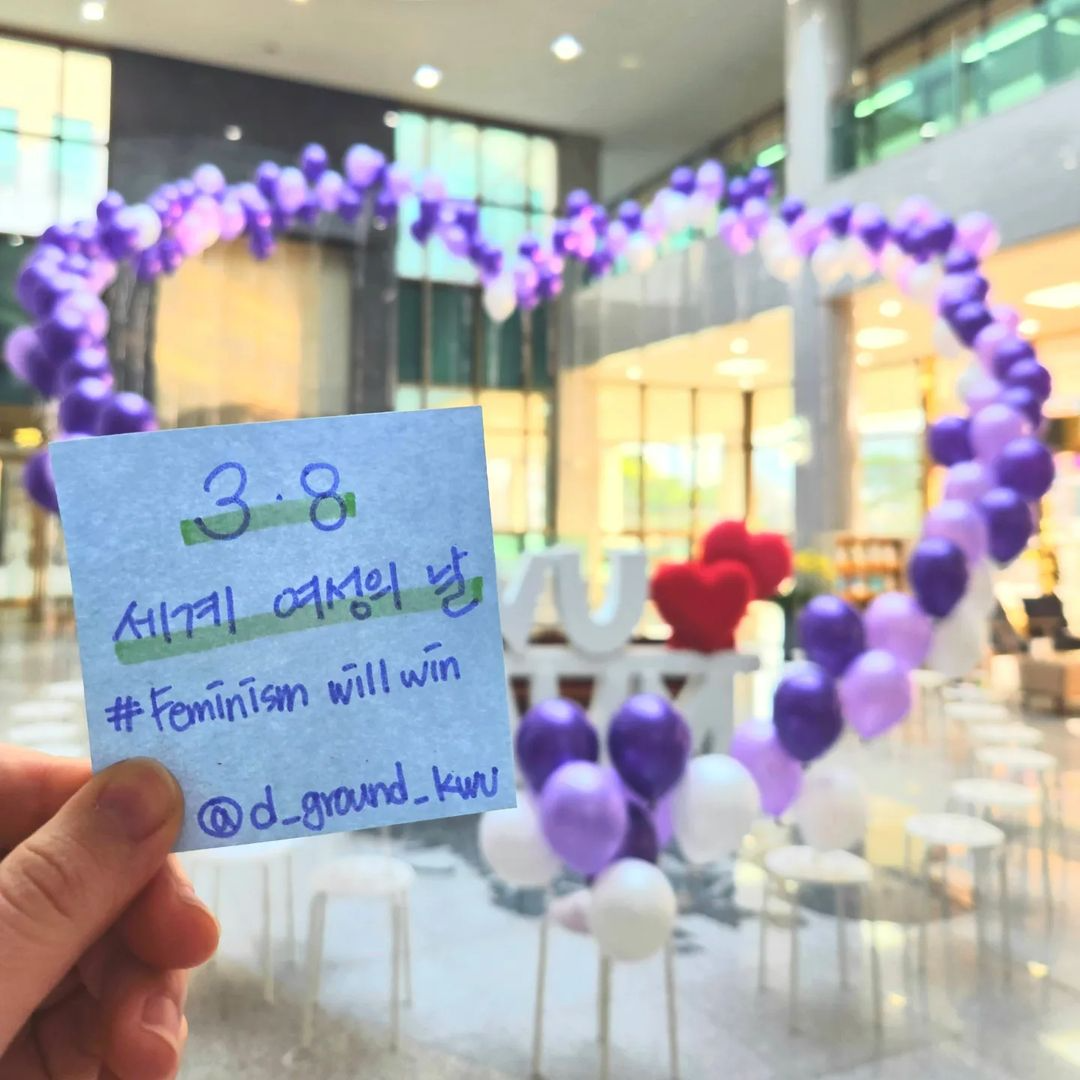 3.8
세계 여성의 날
#Feminism will win
@d_ground_kwu